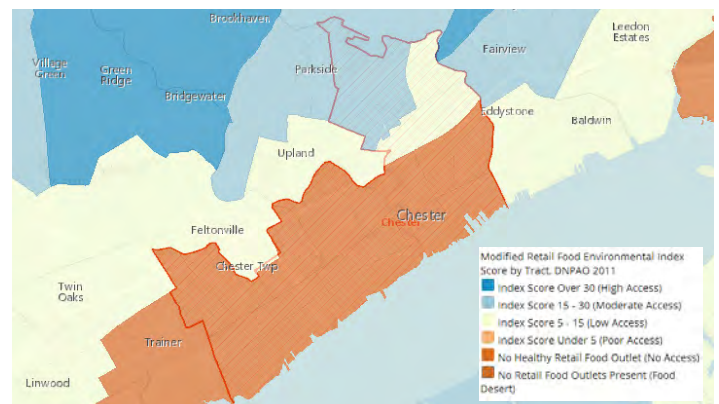 Brookhaven
Leedon
Estates
Village
Green
Green
Ridge
Parkside
Fairview
Bridgewater
Eddystone
Baldwin
Upland
Chester
Chester
Feltonville
Chester Twp
Twin
Oaks
Trainer
Linwood
Modified Retail Food Environmental Index
Score by Tract, DNPAO 2011
Index Score Over 30 (High Access)
Index Score 15 - 30 (Moderate Access)
Index Score 5 - 15 (Low Access)
Index Score Under 5 (Poor Access)
No Healthy Retail Food Outlet (No Access)
No Retail Food Outlets Present (Food
Desert)